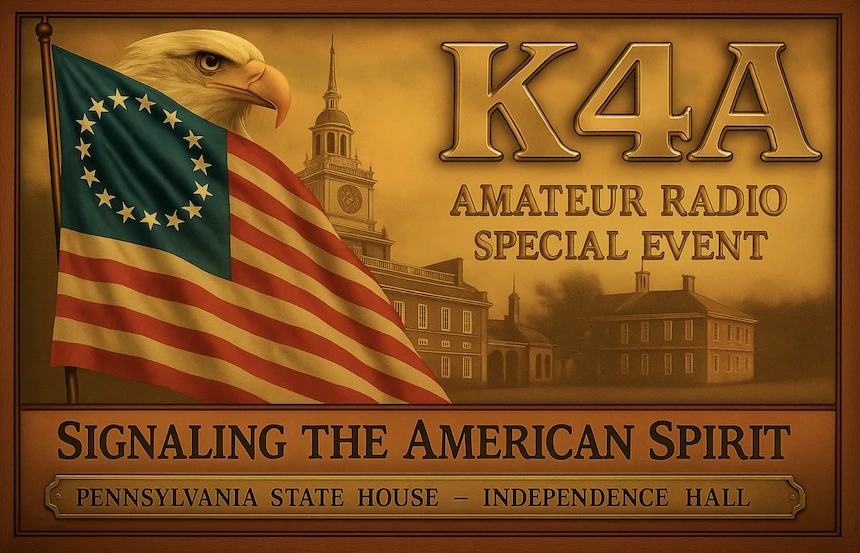 K4A
AMATEUR RADIO
SPECIAL EVENT
SIGNALING THE AMERICAN SPIRIT
PENNSYLVANIA STATE HOUSE – INDEPENDENCE HALL